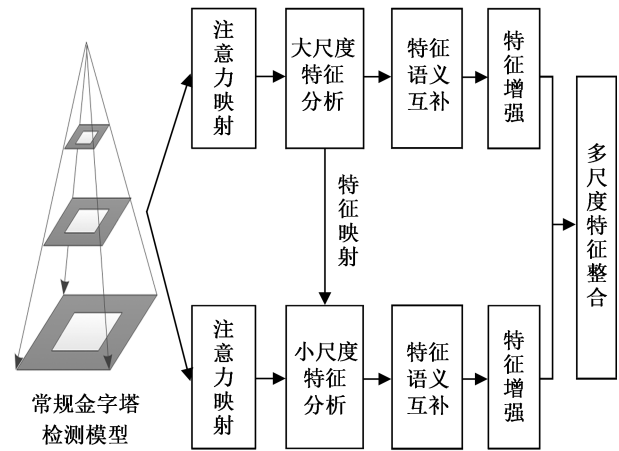 注意力映射
大尺度
特征
分析
特征
语义
互补
特征增强
特征映射
多尺度特征整合
注意力映射
小尺度
特征
分析
特征
语义
互补
特征增强
常规金字塔
检测模型